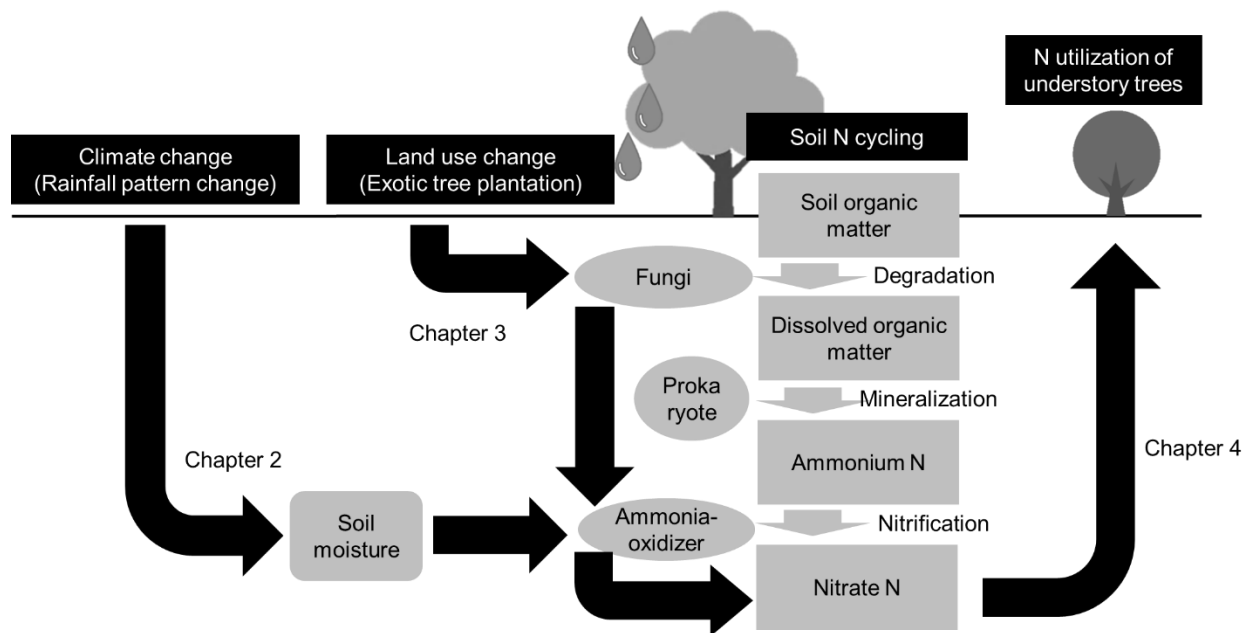 N utilization of
understory trees
Climate change
(Rainfall pattern change)
Land use change
(Exotic tree plantation)
Soil N cycling
Soil organic
matter
Fungi
Degradation
Chapter 3
Dissolved organic
matter
Proka
ryote
Mineralization
Chapter 2
Ammonium N
Chapter 4
Soil
moisture
Ammonia-
oxidizer
Nitrification
Nitrate N